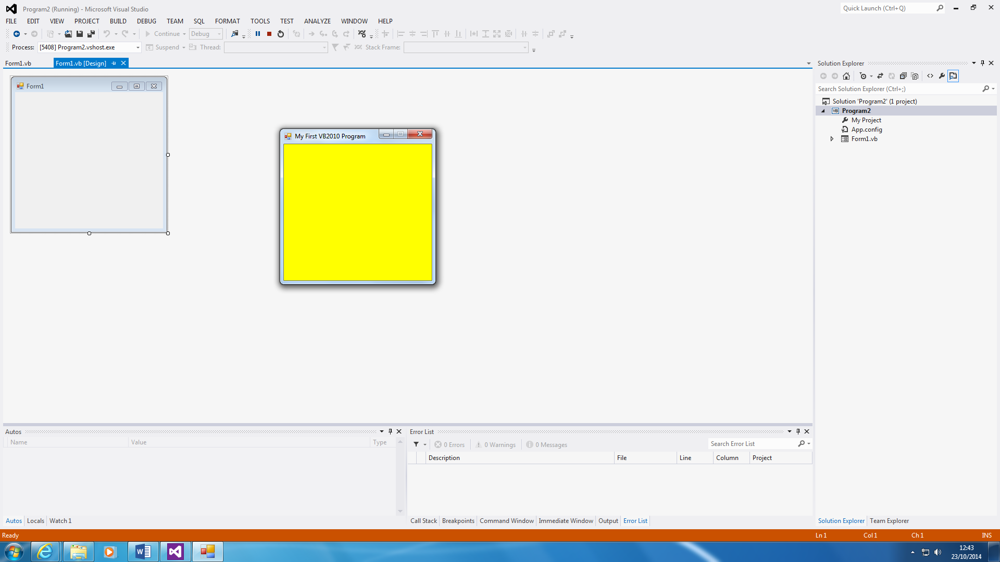 Program2 (Running) - Microsoft Visual Studio
Quick Launch (Ctrl+Q)
FILE EDIT VIEW PROJECT BUILD DEBUG TEAM SQL FORMAT TOOLS TEST ANALYZE WINDOW HELP
Continue Debug
Process: [5408] Program2.vshost.exe Suspend Thread: Stack Frame:
Form1.vb Form1.vb [Design]
Form1
My First VB2010 Program
Solution Explorer
Search Solution Explorer (Ctrl+;)
Solution 'Program2' (1 project)
VB Program2
My Project
App.config
Form1.vb
Autos
Name Value Type
Autos Locals Watch 1
Error List
0 Errors 0 Warnings 0 Messages
Search Error List
Description File Line Column Project
Call Stack Breakpoints Command Window Immediate Window Output Error List
Solution Explorer Team Explorer
Ready Ln 1 Col 1 Ch 1 INS
12:43
23/10/2014